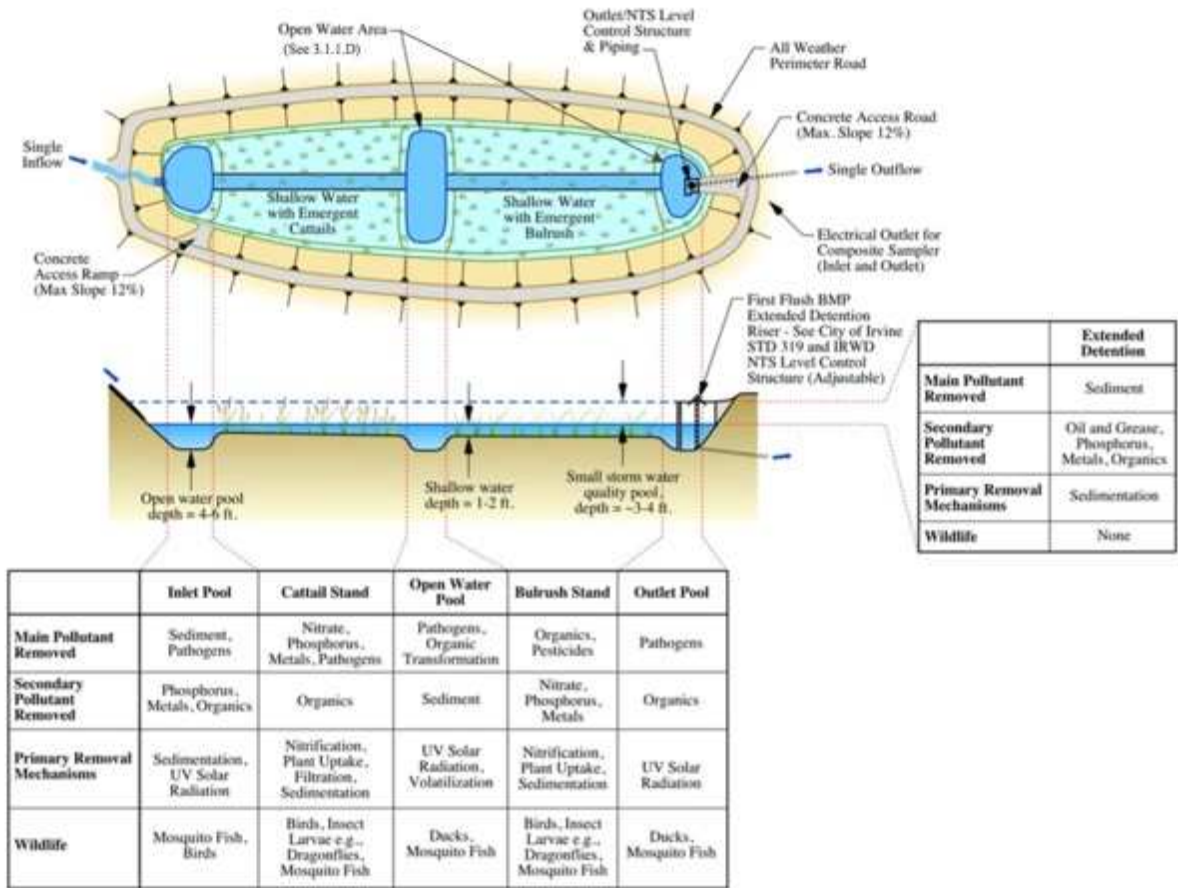 Open Water Area
(See 3.1.1.D)
Outlet/NTS Level
Control Structure
& Piping
All Weather
Perimeter Road
Concrete Access Road
(Max. Slope 12%)
Single
Inflow
Single Outflow
Shallow Water
with Emergent
Cattails
Shallow Water
with Emergent
Bulrush
Concrete
Access Ramp
(Max Slope 12%)
Electrical Outlet for
Composite Sampler
(Inlet and Outlet)
First Flush BMP
Extended Detention
Riser - See City of Irvine
STD 319 and IRWD
NTS Level Control
Structure (Adjustable)
Open water pool
depth = 4-6 ft.
Shallow water
depth = 1-2 ft.
Small storm water
quality pool,
depth = ~3-4 ft.
Extended
Detention
Main Pollutant
Removed
Sediment
Secondary
Pollutant
Removed
Oil and Grease,
Phosphorus,
Metals, Organics
Primary Removal
Mechanisms
Sedimentation
Wildlife
None
Inlet Pool
Cattail Stand
Open Water
Pool
Bulrush Stand
Outlet Pool
Main Pollutant
Removed
Sediment,
Pathogens
Nitrate,
Phosphorus,
Metals, Pathogens
Pathogens,
Organic
Transformation
Organics,
Pesticides
Pathogens
Secondary
Pollutant
Removed
Phosphorus,
Metals, Organics
Organics
Sediment
Nitrate,
Phosphorus,
Metals
Organics
Primary Removal
Mechanisms
Sedimentation,
UV Solar
Radiation
Nitrification,
Plant Uptake,
Filtration,
Sedimentation
UV Solar
Radiation,
Volatilization
Nitrification,
Plant Uptake,
Sedimentation
UV Solar
Radiation
Wildlife
Mosquito Fish,
Birds
Birds, Insect
Larvae e.g.,
Dragonflies,
Mosquito Fish
Ducks,
Mosquito Fish
Birds, Insect
Larvae e.g.,
Dragonflies,
Mosquito Fish
Ducks,
Mosquito Fish